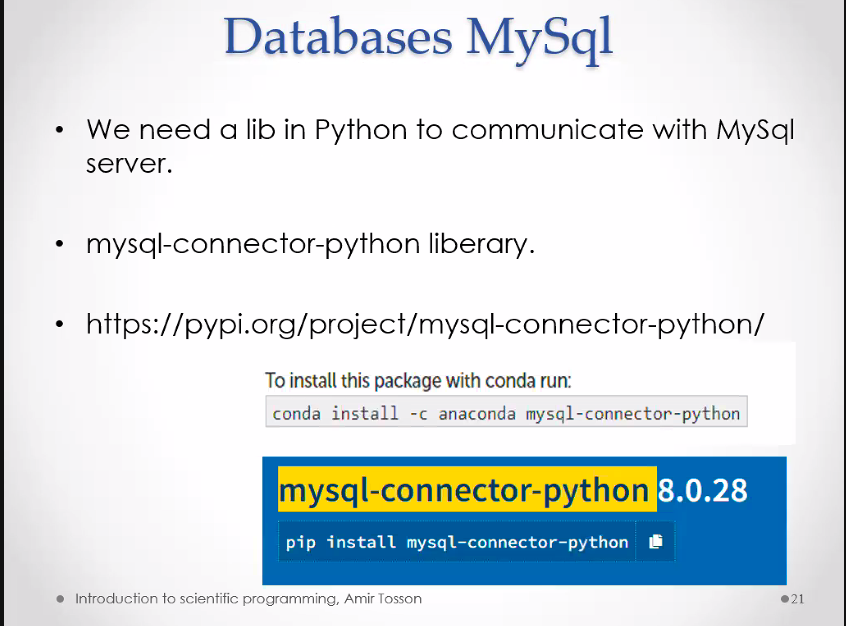 Databases MySql
• We need a lib in Python to communicate with MySql
server.
• mysql-connector-python liberary.
• https://pypi.org/project/mysql-connector-python/
To install this package with conda run:
conda install -c anaconda mysql-connector-python
mysql-connector-python 8.0.28
pip install mysql-connector-python
Introduction to scientific programming, Amir Tosson
21